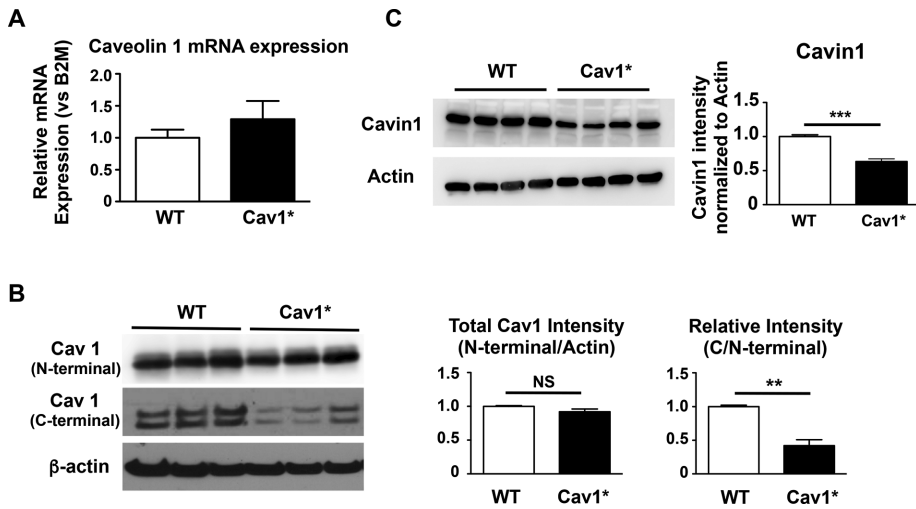 A
Caveolin 1 mRNA expression
Relative mRNA
Expression (vs B2M)
2.0
1.5
1.0
0.5
0
WT
Cav1*
C
WT
Cav1*
Cavin1
Actin
Cavin1
Cavin1 intensity
normalized to Actin
1.5
1.0
0.5
0
***
WT
Cav1*
B
WT
Cav1*
Cav 1
(N-terminal)
Cav 1
(C-terminal)
β-actin
Total Cav1 Intensity
(N-terminal/Actin)
1.5
1.0
0.5
0
NS
WT
Cav1*
Relative Intensity
(C/N-terminal)
1.5
1.0
0.5
0
**
WT
Cav1*